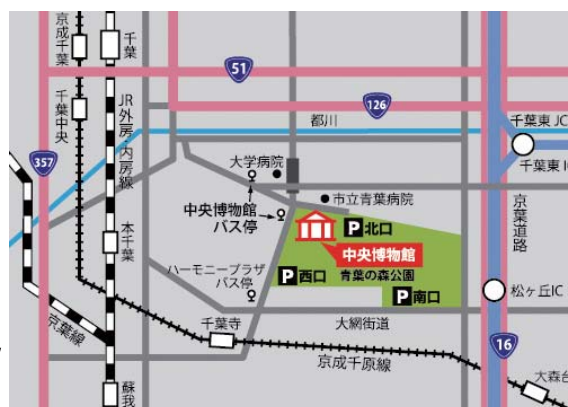 京成千葉
千葉
51
126
都川
千葉東 JC
千葉東 I
千葉中央
JR外房・内房線
357
大学病院
市立青葉病院
中央博物館
バス停
P 北口
中央博物館
青葉の森公園
京葉道路
本千葉
ハーモニープラザ
バス停
P 西口
P 南口
松ヶ丘IC
千葉寺
大網街道
京葉線
京成千原線
16
大森台
蘇我